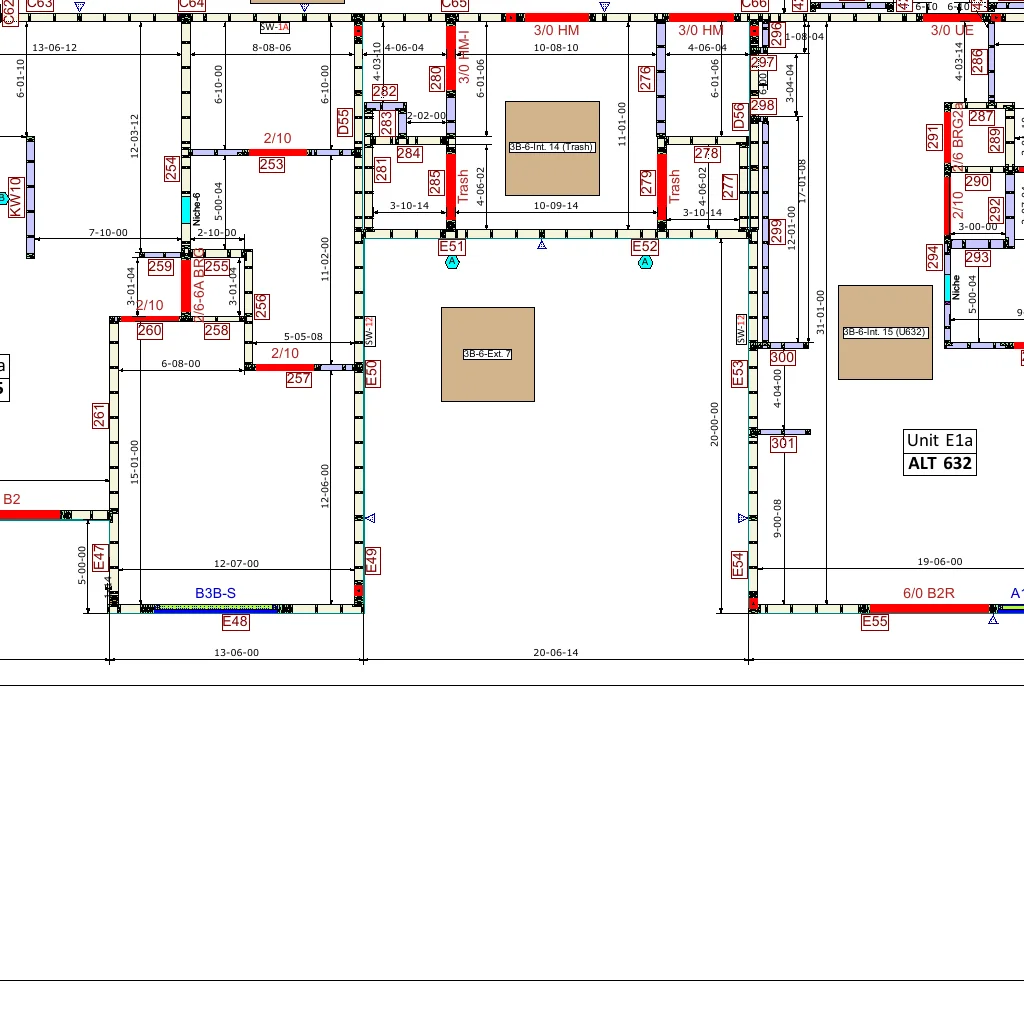 C62
C63
C64
C65
C66
6-10
6-10
13-06-12
8-08-06
SW-1A
4-06-04
3/0 HM
10-08-10
3/0 HM
4-06-04
296
1-08-04
3/0 UE
6-01-10
12-03-12
6-10-00
6-10-00
4-03-10
280
3/0 HM-I
6-01-06
276
6-01-06
297
6-00
3-04-04
4-03-14
286
282
283
2-02-00
D55
11-01-00
D56
298
287
2/10
253
254
284
281
285
Trash
4-06-02
3B-6-Int. 14 (Trash)
279
Trash
278
4-06-02
277
17-01-08
291
2/6 BRG
289
290
KW10
Niche-6
5-00-04
3-10-14
10-09-14
3-10-14
299
12-01-00
2/10
292
3-00-00
7-10-00
2-10-00
11-02-00
E51
A
E52
A
294
293
259
255
3-01-04
2/6-6A BRG
3-01-04
256
2/10
260
258
31-01-00
Niche
5-00-04
SW-12
SW-12
3B-6-Int. 15 (U632)
5-05-08
2/10
3B-6-Ext. 7
300
6-08-00
257
E50
E53
4-04-00
261
20-00-00
301
Unit E1a
ALT 632
15-01-00
12-06-00
B2
9-00-08
5-00-00
E47
E49
E54
12-07-00
19-06-00
B3B-S
6/0 B2R
E48
E55
13-06-00
20-06-14